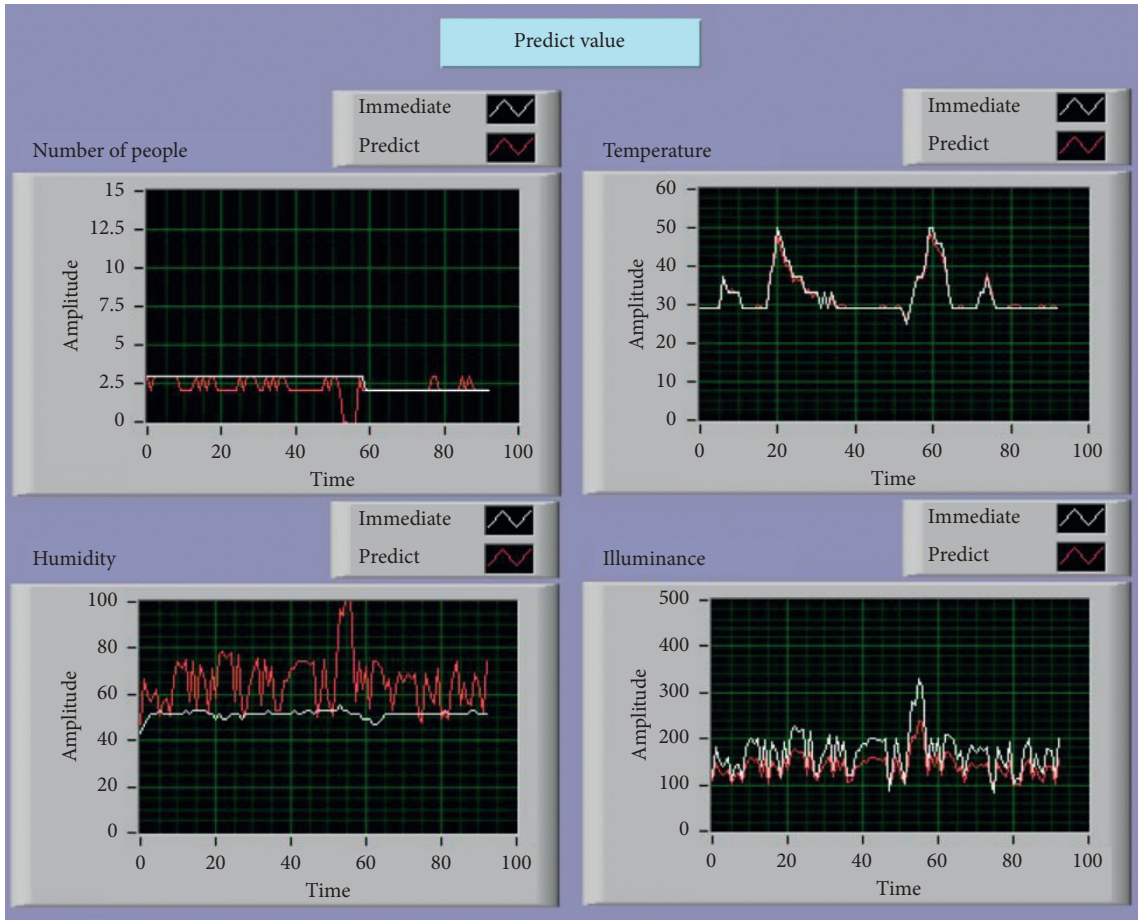 Predict value
Immediate
Predict
Number of people
15
12.5
10
7.5
5
2.5
0
Amplitude
0 20 40 60 80 100
Time
Immediate
Predict
Temperature
60
50
40
30
20
10
0
Amplitude
0 20 40 60 80 100
Time
Immediate
Predict
Humidity
100
80
60
40
20
0
Amplitude
0 20 40 60 80 100
Time
Immediate
Predict
Illuminance
500
400
300
200
100
0
Amplitude
0 20 40 60 80 100
Time